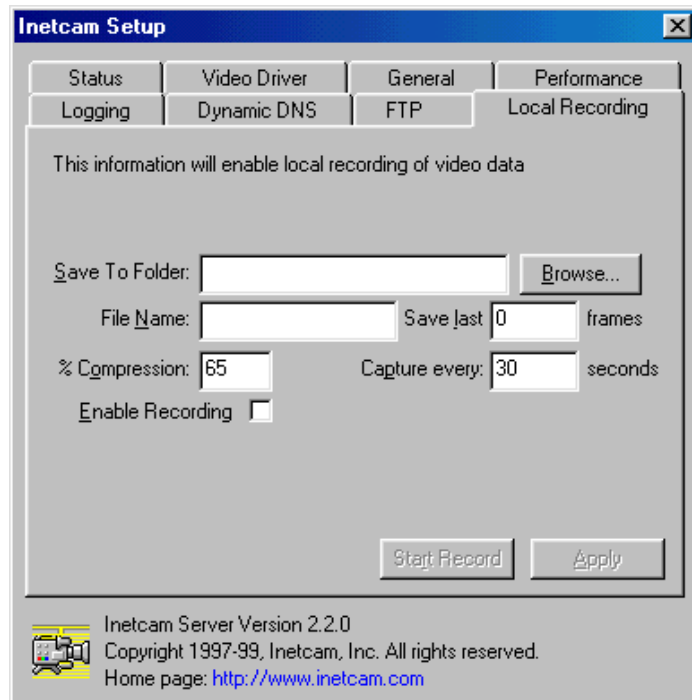 Inetcam Setup
Status Video Driver General Performance
Logging Dynamic DNS FTP Local Recording
This information will enable local recording of video data
Save To Folder: Browse...
File Name: Save last 0 frames
% Compression: 65 Capture every: 30 seconds
Enable Recording
Start Record Apply
Inetcam Server Version 2.2.0
Copyright 1997-99, Inetcam, Inc. All rights reserved.
Home page: http://www.inetcam.com